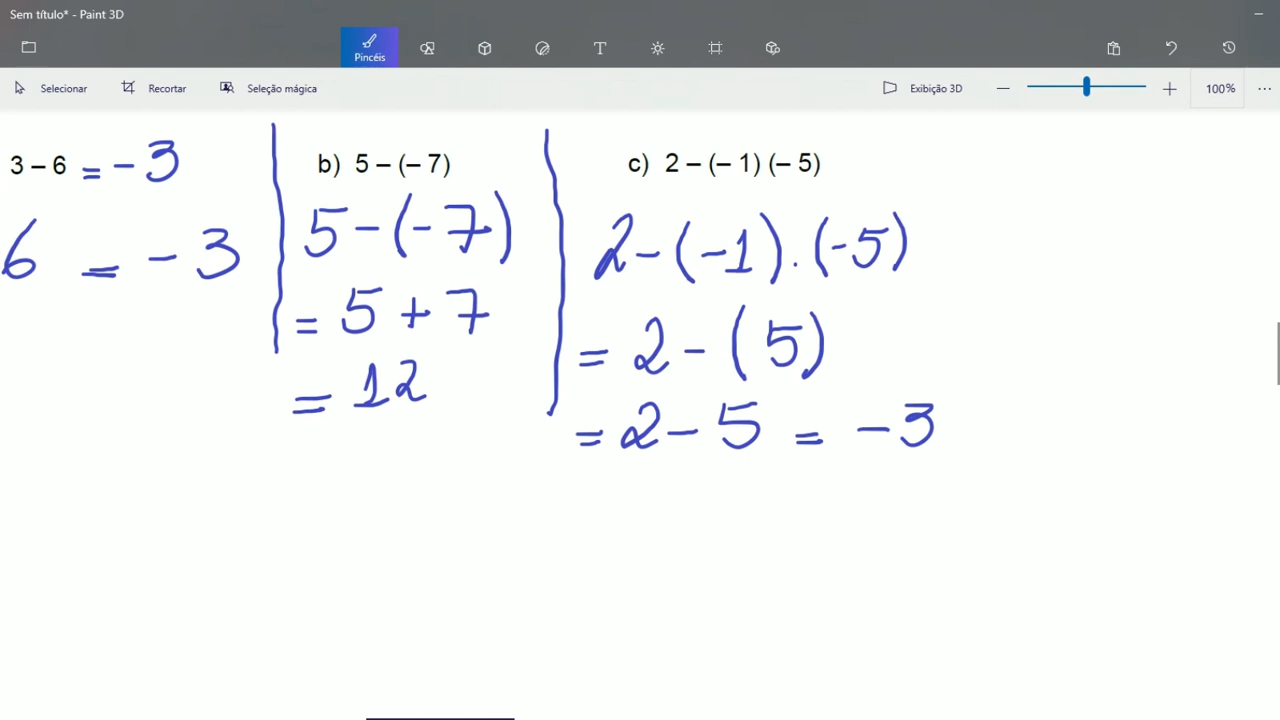 Sem título* - Paint 3D
Pincéis
Selecionar
Recortar
Seleção mágica
Exibição 3D
100%
3 – 6 = -3
6 = -3
b) 5 – (– 7)
5-(-7)
= 5 + 7
= 12
c) 2 – (– 1) (– 5)
2-(-1).(-5)
= 2-(5)
= 2-5 = -3